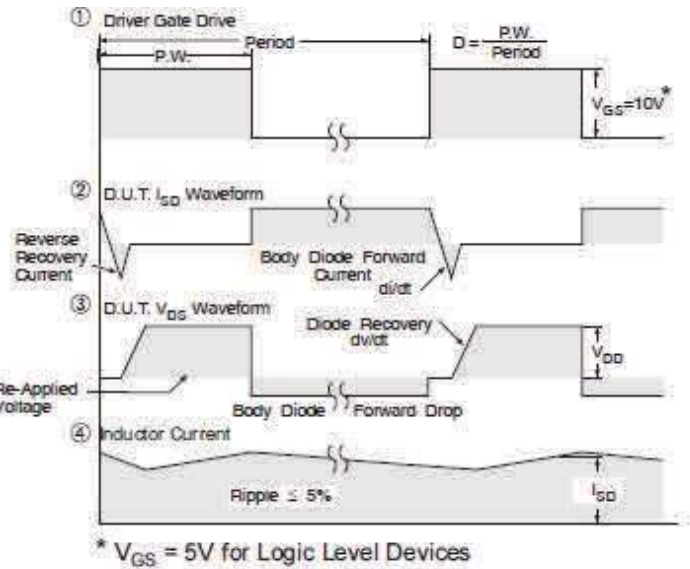 ① Driver Gate Drive
P.W.
Period
D = P.W.
Period
VGS=10V*
② D.U.T. ISD Waveform
Reverse
Recovery
Current
Body Diode Forward
Current
di/dt
③ D.U.T. VDS Waveform
Diode Recovery
dv/dt
VDD
Re-Applied
Voltage
Body Diode Forward Drop
④ Inductor Current
Ripple ≤ 5%
ISD
* VGS = 5V for Logic Level Devices